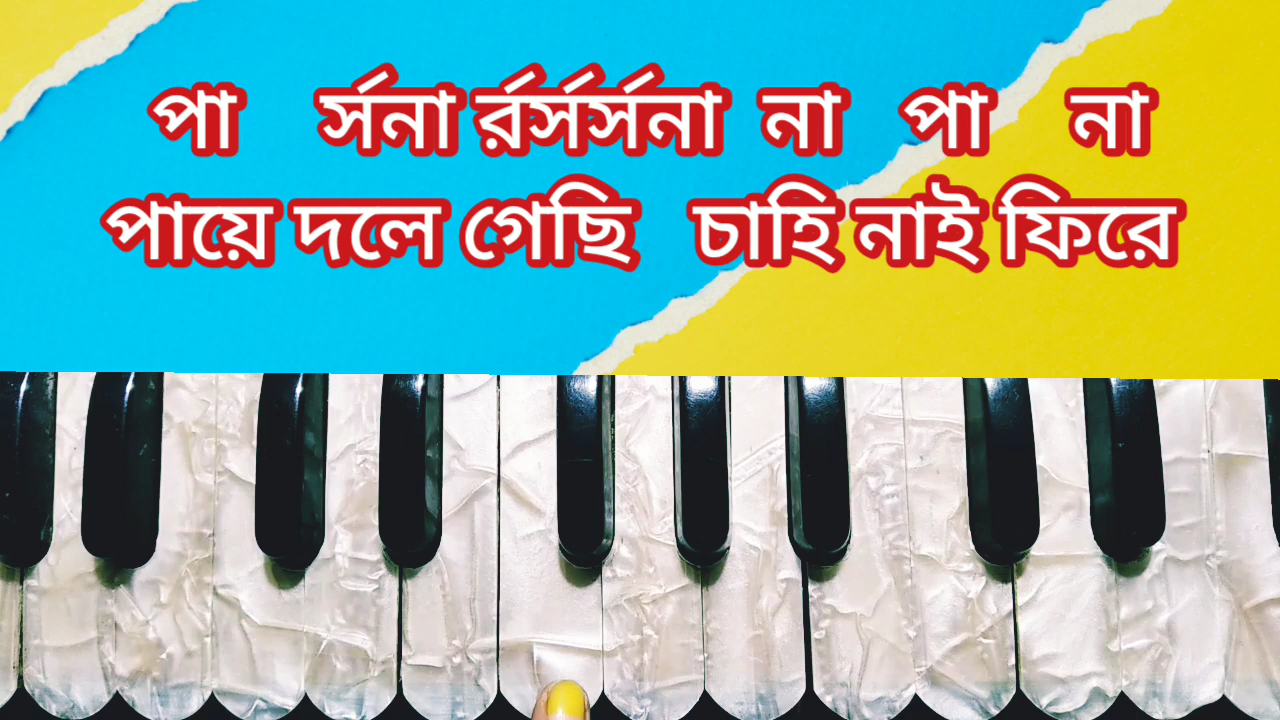 পা র্সনা র্রর্সর্সনা না পা না
পায়ে দলে গেছি চাহি নাই ফিরে